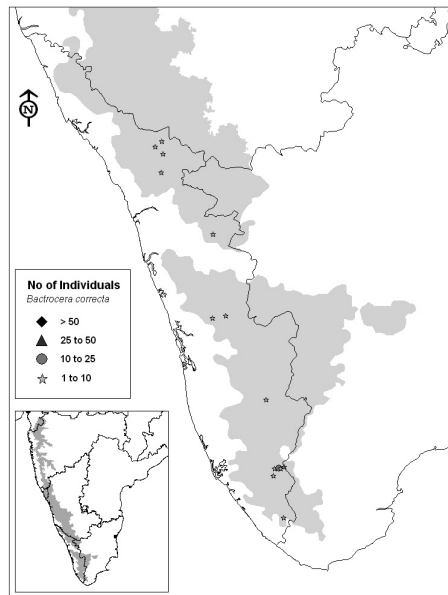 N
No of Individuals
Bactrocera correcta
> 50
25 to 50
10 to 25
1 to 10